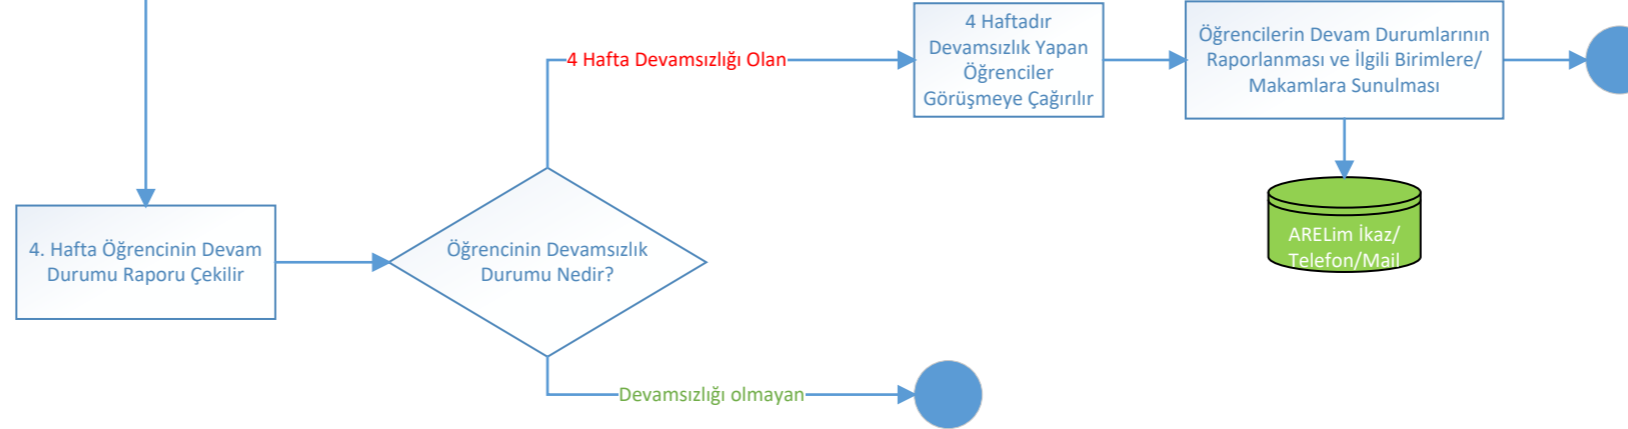 4. Hafta Öğrencinin Devam
Durumu Raporu Çekilir
Öğrencinin Devamsızlık
Durumu Nedir?
4 Hafta Devamsızlığı Olan
4 Haftadır
Devamsızlık Yapan
Öğrenciler
Görüşmeye Çağırılır
Öğrencilerin Devam Durumlarının
Raporlanması ve İlgili Birimlere/
Makamlara Sunulması
ARELim İkaz/
Telefon/Mail
Devamsızlığı olmayan